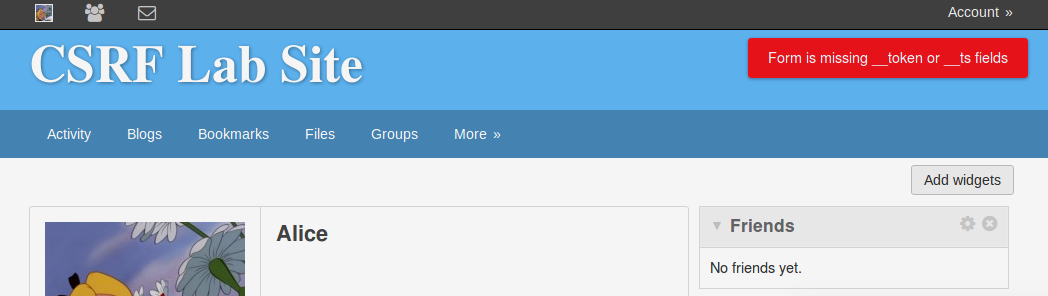 Account »
CSRF Lab Site
Form is missing __token or __ts fields
Activity Blogs Bookmarks Files Groups More »
Add widgets
Alice
Friends
No friends yet.